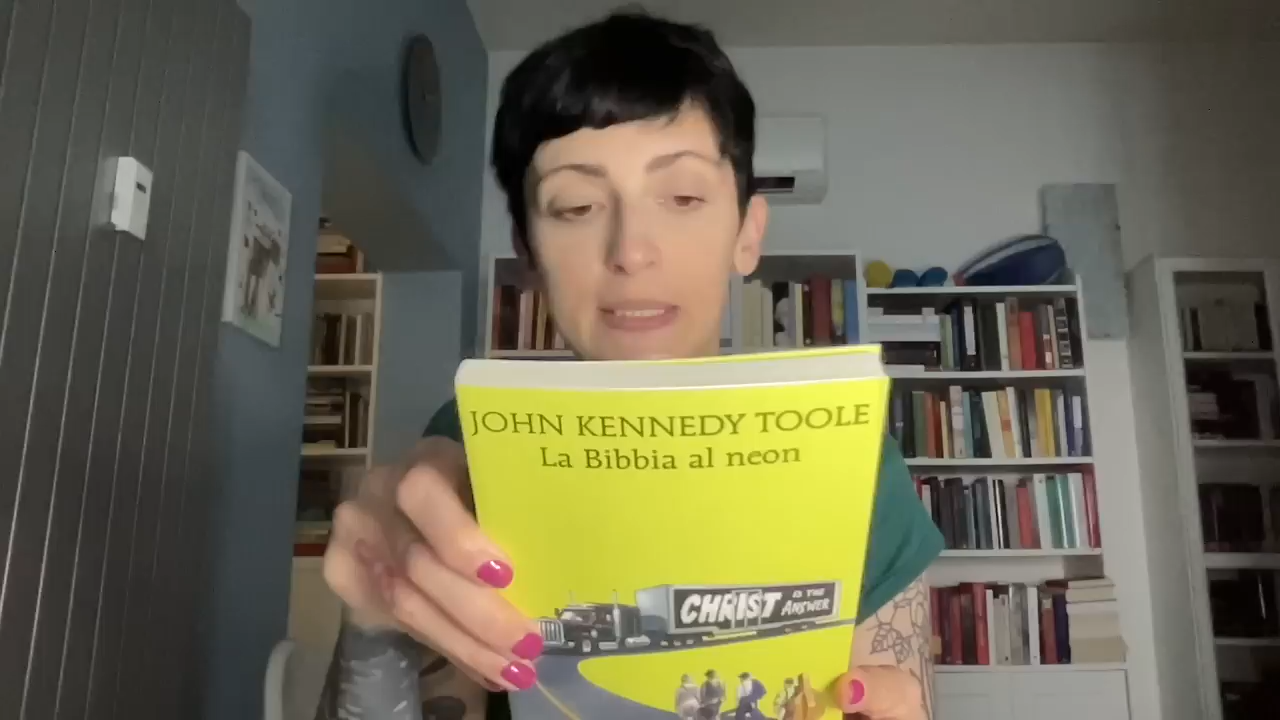 JOHN KENNEDY TOOLE
La Bibbia al neon
CHRIST IS THE
ANSWER